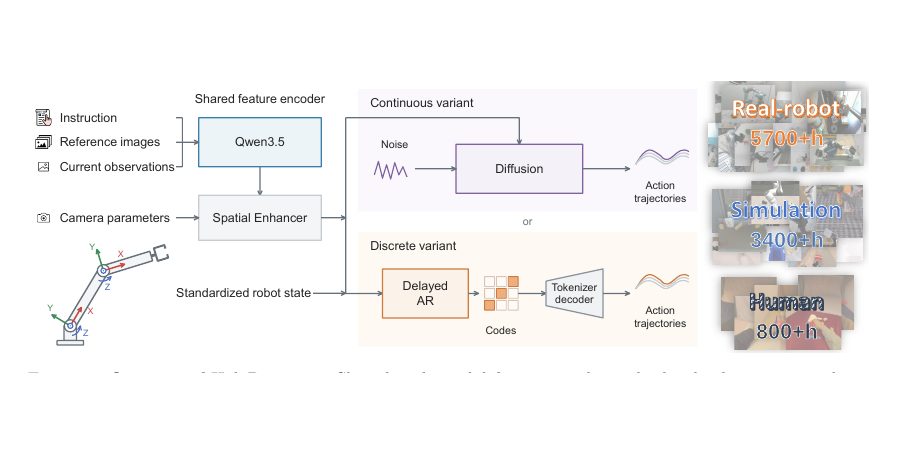 Shared feature encoder
Instruction
Reference images
Current observations
Qwen3.5
Camera parameters
Spatial Enhancer
Y
X
Z
Y
X
Z
Standardized robot state
Continuous variant
Noise
Diffusion
Action
trajectories
or
Discrete variant
Delayed
AR
Codes
Tokenizer
decoder
Action
trajectories
Real-robot
5700+h
Simulation
3400+h
Human
800+h